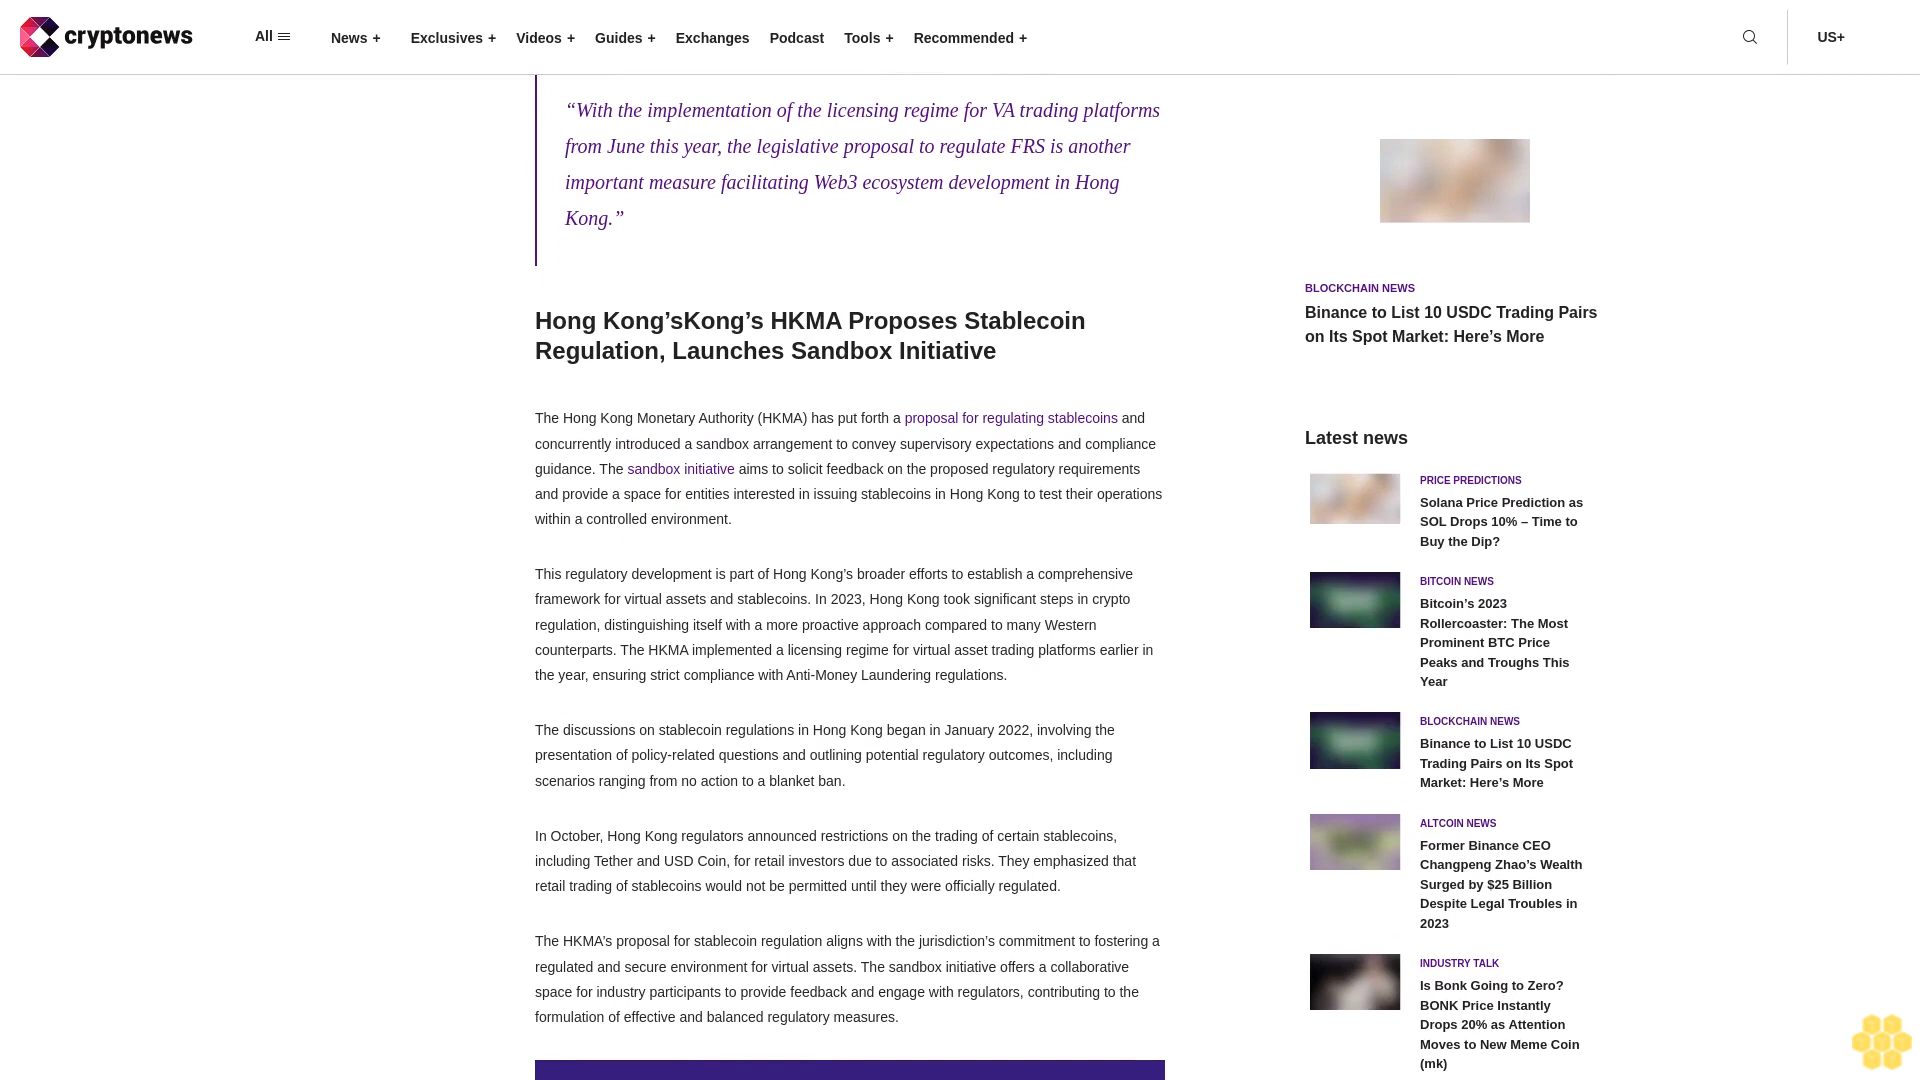 cryptonews
All
News +
Exclusives +
Videos +
Guides +
Exchanges
Podcast
Tools +
Recommended +
US+
“With the implementation of the licensing regime for VA trading platforms
from June this year, the legislative proposal to regulate FRS is another
important measure facilitating Web3 ecosystem development in Hong
Kong.”
Hong Kong’sKong’s HKMA Proposes Stablecoin
Regulation, Launches Sandbox Initiative
The Hong Kong Monetary Authority (HKMA) has put forth a proposal for regulating stablecoins and
concurrently introduced a sandbox arrangement to convey supervisory expectations and compliance
guidance. The sandbox initiative aims to solicit feedback on the proposed regulatory requirements
and provide a space for entities interested in issuing stablecoins in Hong Kong to test their operations
within a controlled environment.
This regulatory development is part of Hong Kong’s broader efforts to establish a comprehensive
framework for virtual assets and stablecoins. In 2023, Hong Kong took significant steps in crypto
regulation, distinguishing itself with a more proactive approach compared to many Western
counterparts. The HKMA implemented a licensing regime for virtual asset trading platforms earlier in
the year, ensuring strict compliance with Anti-Money Laundering regulations.
The discussions on stablecoin regulations in Hong Kong began in January 2022, involving the
presentation of policy-related questions and outlining potential regulatory outcomes, including
scenarios ranging from no action to a blanket ban.
In October, Hong Kong regulators announced restrictions on the trading of certain stablecoins,
including Tether and USD Coin, for retail investors due to associated risks. They emphasized that
retail trading of stablecoins would not be permitted until they were officially regulated.
The HKMA’s proposal for stablecoin regulation aligns with the jurisdiction’s commitment to fostering a
regulated and secure environment for virtual assets. The sandbox initiative offers a collaborative
space for industry participants to provide feedback and engage with regulators, contributing to the
formulation of effective and balanced regulatory measures.
BLOCKCHAIN NEWS
Binance to List 10 USDC Trading Pairs
on Its Spot Market: Here’s More
Latest news
PRICE PREDICTIONS
Solana Price Prediction as
SOL Drops 10% – Time to
Buy the Dip?
BITCOIN NEWS
Bitcoin’s 2023
Rollercoaster: The Most
Prominent BTC Price
Peaks and Troughs This
Year
BLOCKCHAIN NEWS
Binance to List 10 USDC
Trading Pairs on Its Spot
Market: Here’s More
ALTCOIN NEWS
Former Binance CEO
Changpeng Zhao’s Wealth
Surged by $25 Billion
Despite Legal Troubles in
2023
INDUSTRY TALK
Is Bonk Going to Zero?
BONK Price Instantly
Drops 20% as Attention
Moves to New Meme Coin
(mk)